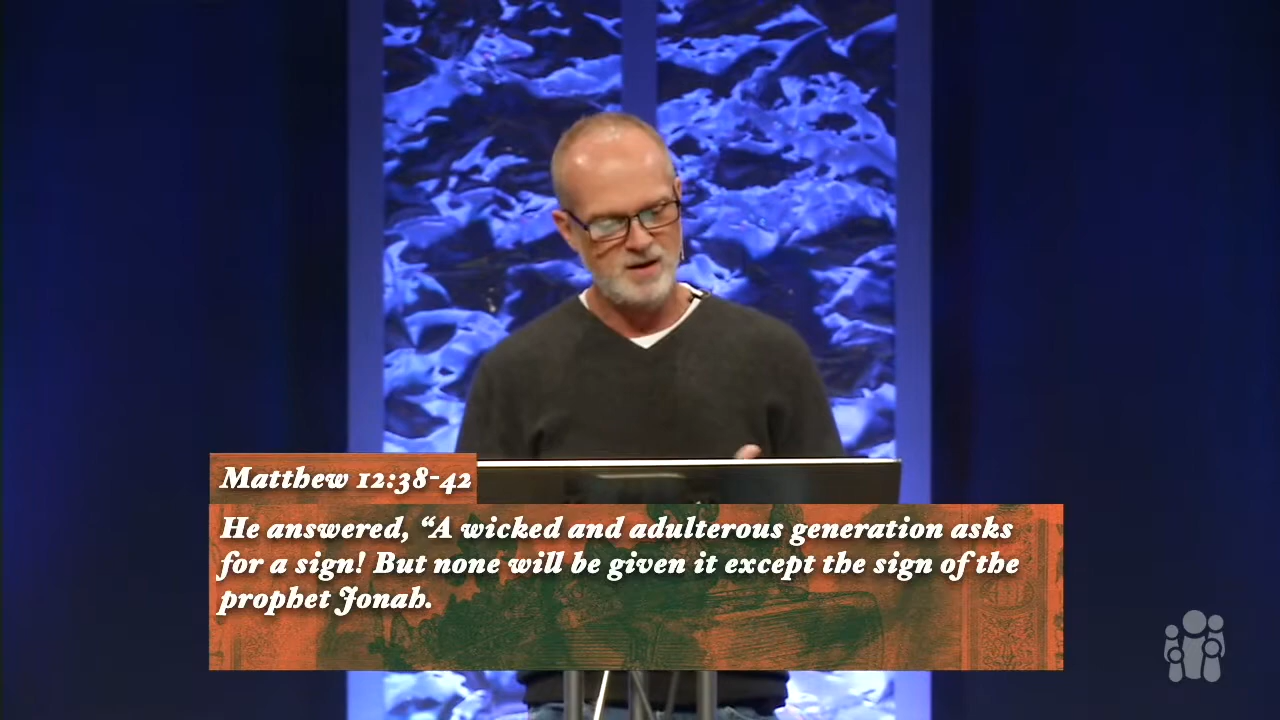 Matthew 12:38-42
He answered, “A wicked and adulterous generation asks
for a sign! But none will be given it except the sign of the
prophet Jonah.